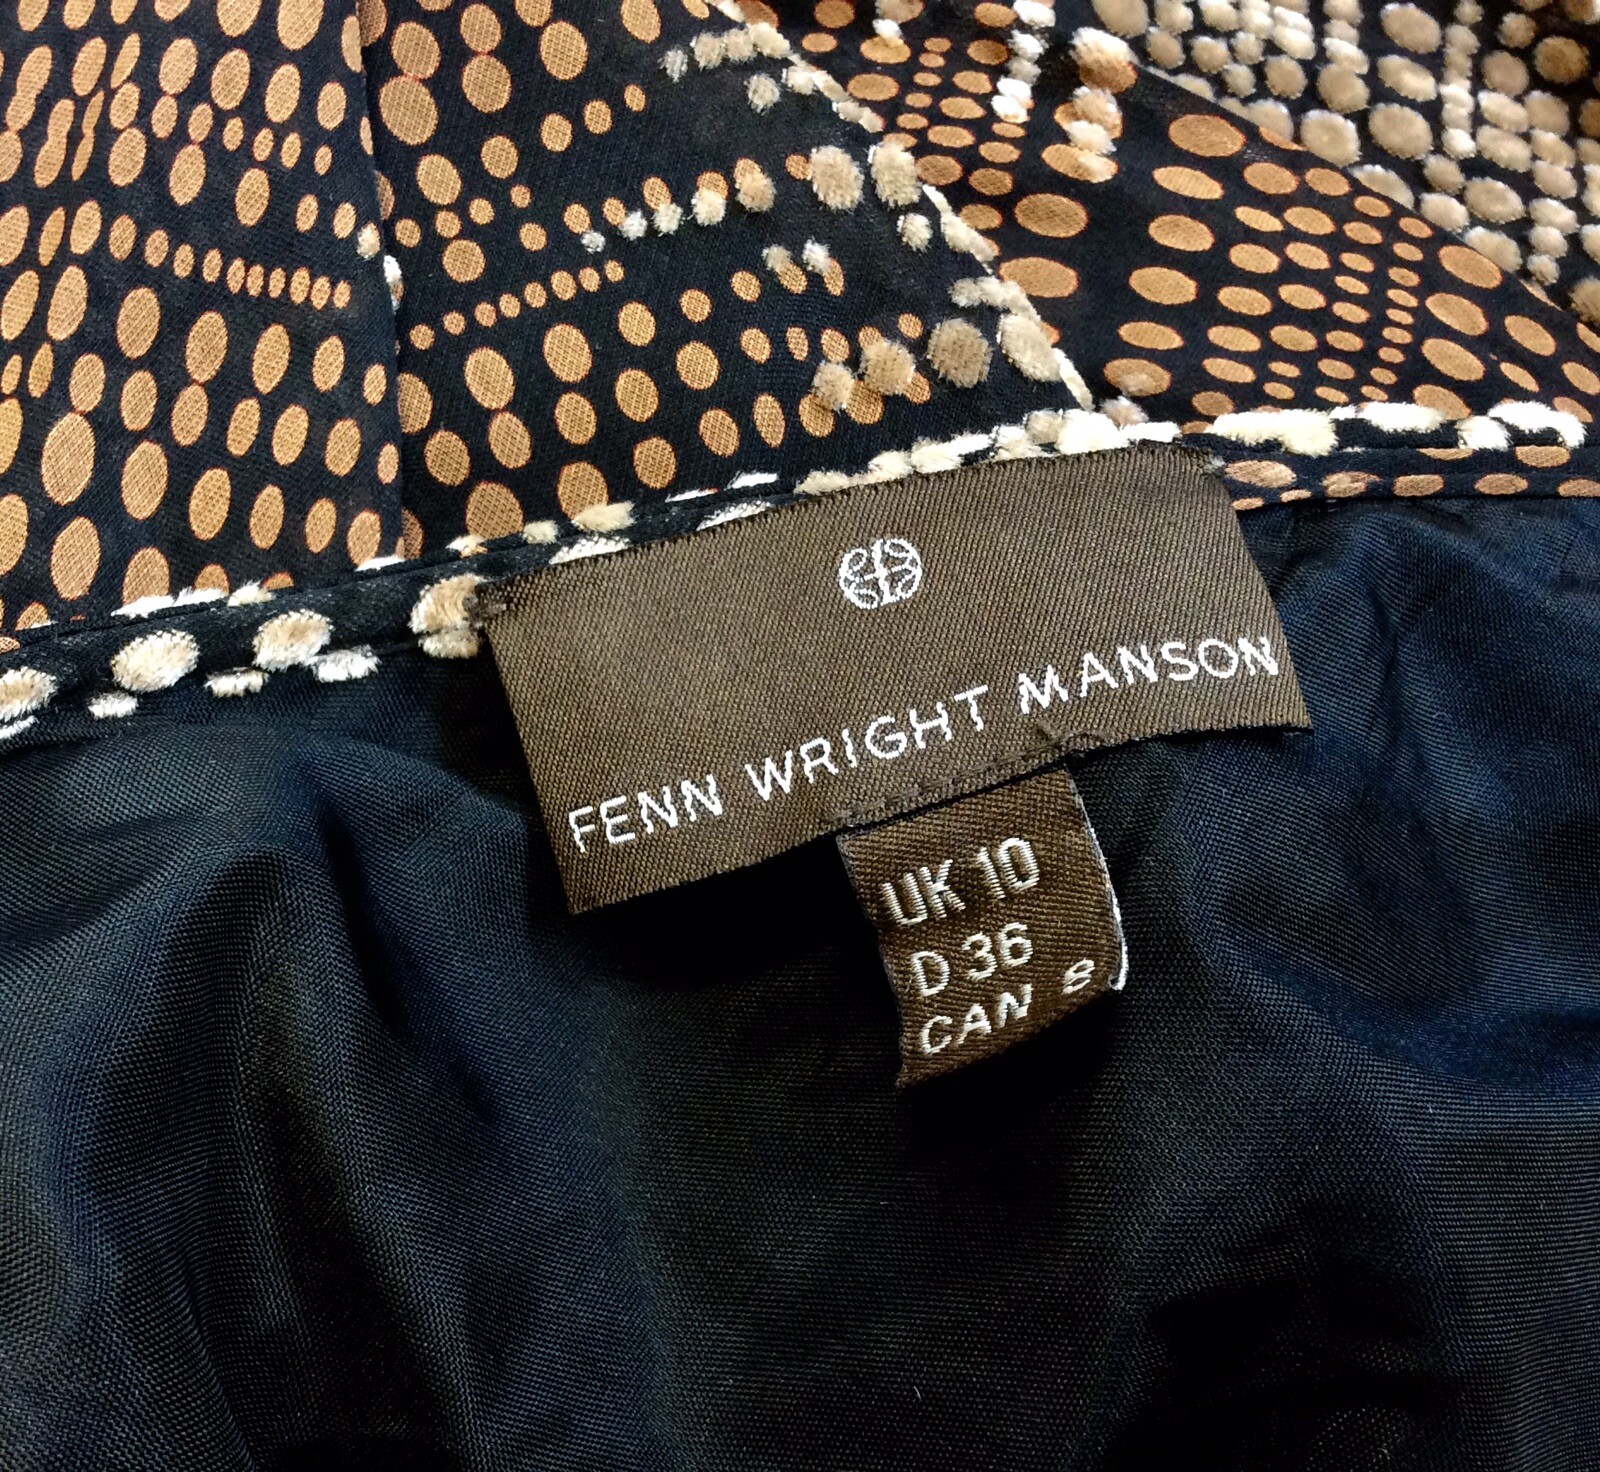 FENN WRIGHT MANSON
UK 10
D 36
CAN 8